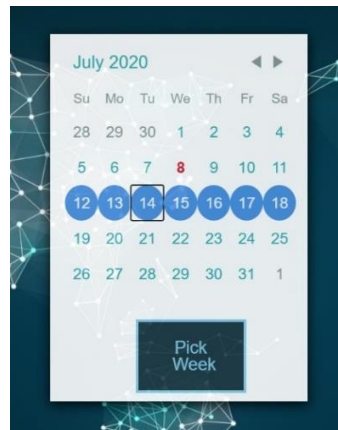 July 2020
Su Mo Tu We Th Fr Sa
28 29 30 1 2 3 4
5 6 7 8 9 10 11
12 13 14 15 16 17 18
19 20 21 22 23 24 25
26 27 28 29 30 31 1
Pick
Week